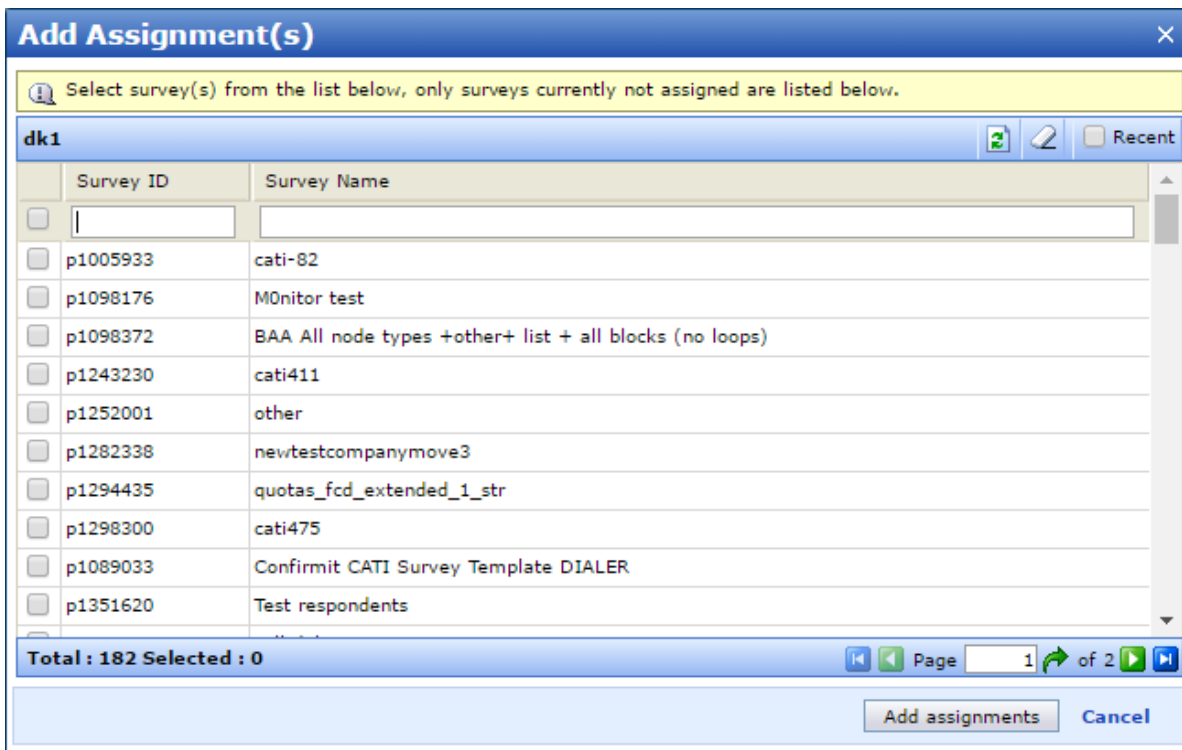 Add Assignment(s)
Select survey(s) from the list below, only surveys currently not assigned are listed below.
dk1 Recent
Survey ID Survey Name
p1005933 cati-82
p1098176 M0nitor test
p1098372 BAA All node types +other+ list + all blocks (no loops)
p1243230 cati411
p1252001 other
p1282338 newtestcompanymove3
p1294435 quotas_fcd_extended_1_str
p1298300 cati475
p1089033 Confirmit CATI Survey Template DIALER
p1351620 Test respondents
Total : 182 Selected : 0 Page 1 of 2
Add assignments Cancel